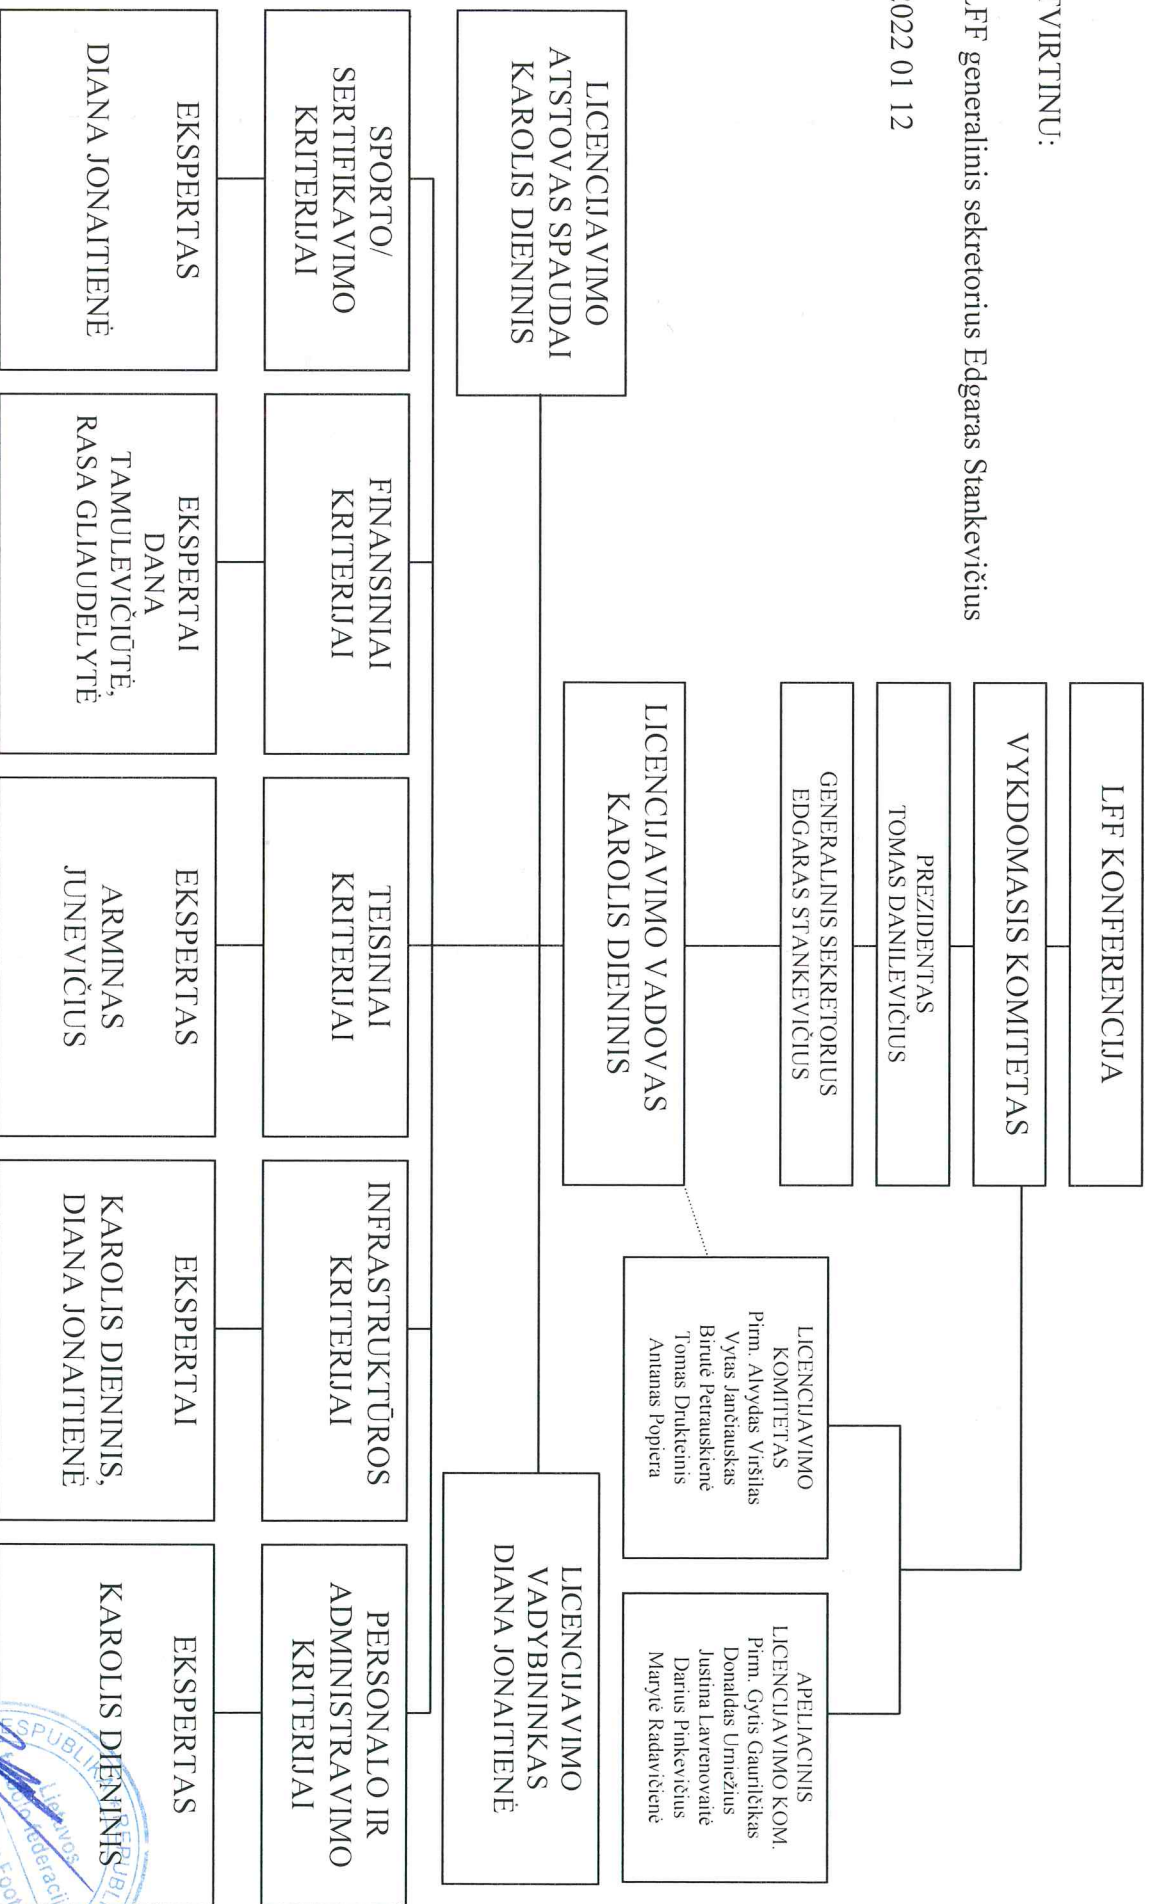 TVIRTINU:
LFF generalinis sekretorius Edgaras Stankevičius
2022 01 12
LFF KONFERENCIJA
VYKDOMASIS KOMITETAS
PREZIDENTAS
TOMAS DANILEVIČIUS
GENERALINIS SEKRETORIUS
EDGARAS STANKEVIČIUS
LICENCIJAVIMO
KOMITETAS
Pirm. Alvydas Viršilas
Vytas Jančiauskas
Birutė Petrauskienė
Tomas Drukteinis
Antanas Popiera
APELIACINIS
LICENCIJAVIMO KOM.
Pirm. Gytis Gaurilčikas
Donaldas Urniežius
Justina Lavrenovaitė
Darius Pinkevičius
Marytė Radavičienė
LICENCIJAVIMO VADOVAS
KAROLIS DIENINIS
LICENCIJAVIMO
ATSTOVAS SPAUDAI
KAROLIS DIENINIS
LICENCIJAVIMO
VADYBININKAS
DIANA JONAITIENĖ
SPORTO/
SERTIFIKAVIMO
KRITERIJAI
FINANSINIAI
KRITERIJAI
TEISINIAI
KRITERIJAI
INFRASTRUKTŪROS
KRITERIJAI
PERSONALO IR
ADMINISTRAVIMO
KRITERIJAI
EKSPERTAS
DIANA JONAITIENĖ
EKSPERTAI
DANA
TAMULEVIČIŪTĖ,
RASA GLIAUDELYTĖ
EKSPERTAS
ARMINAS
JUNEVIČIUS
EKSPERTAI
KAROLIS DIENINIS,
DIANA JONAITIENĖ
EKSPERTAS
KAROLIS DIENINIS
Lietuvos